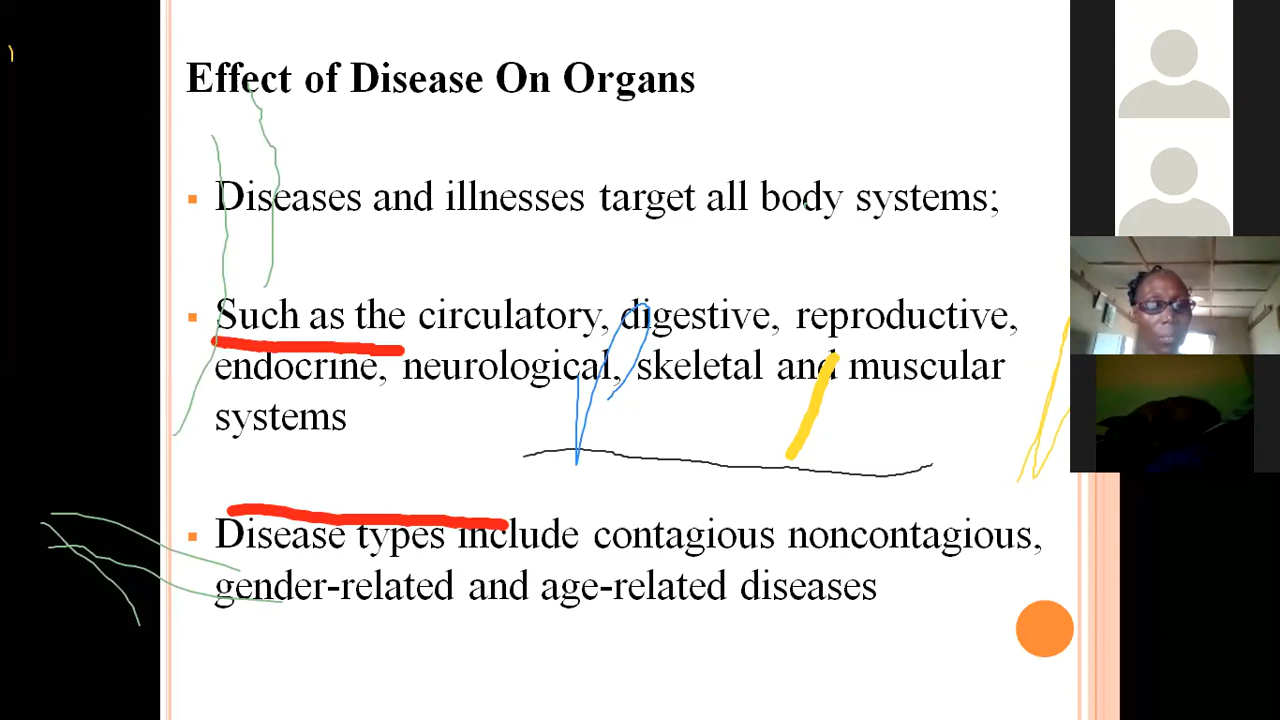 Effect of Disease On Organs
Diseases and illnesses target all body systems;
Such as the circulatory, digestive, reproductive,
endocrine, neurological, skeletal and muscular
systems
Disease types include contagious noncontagious,
gender-related and age-related diseases